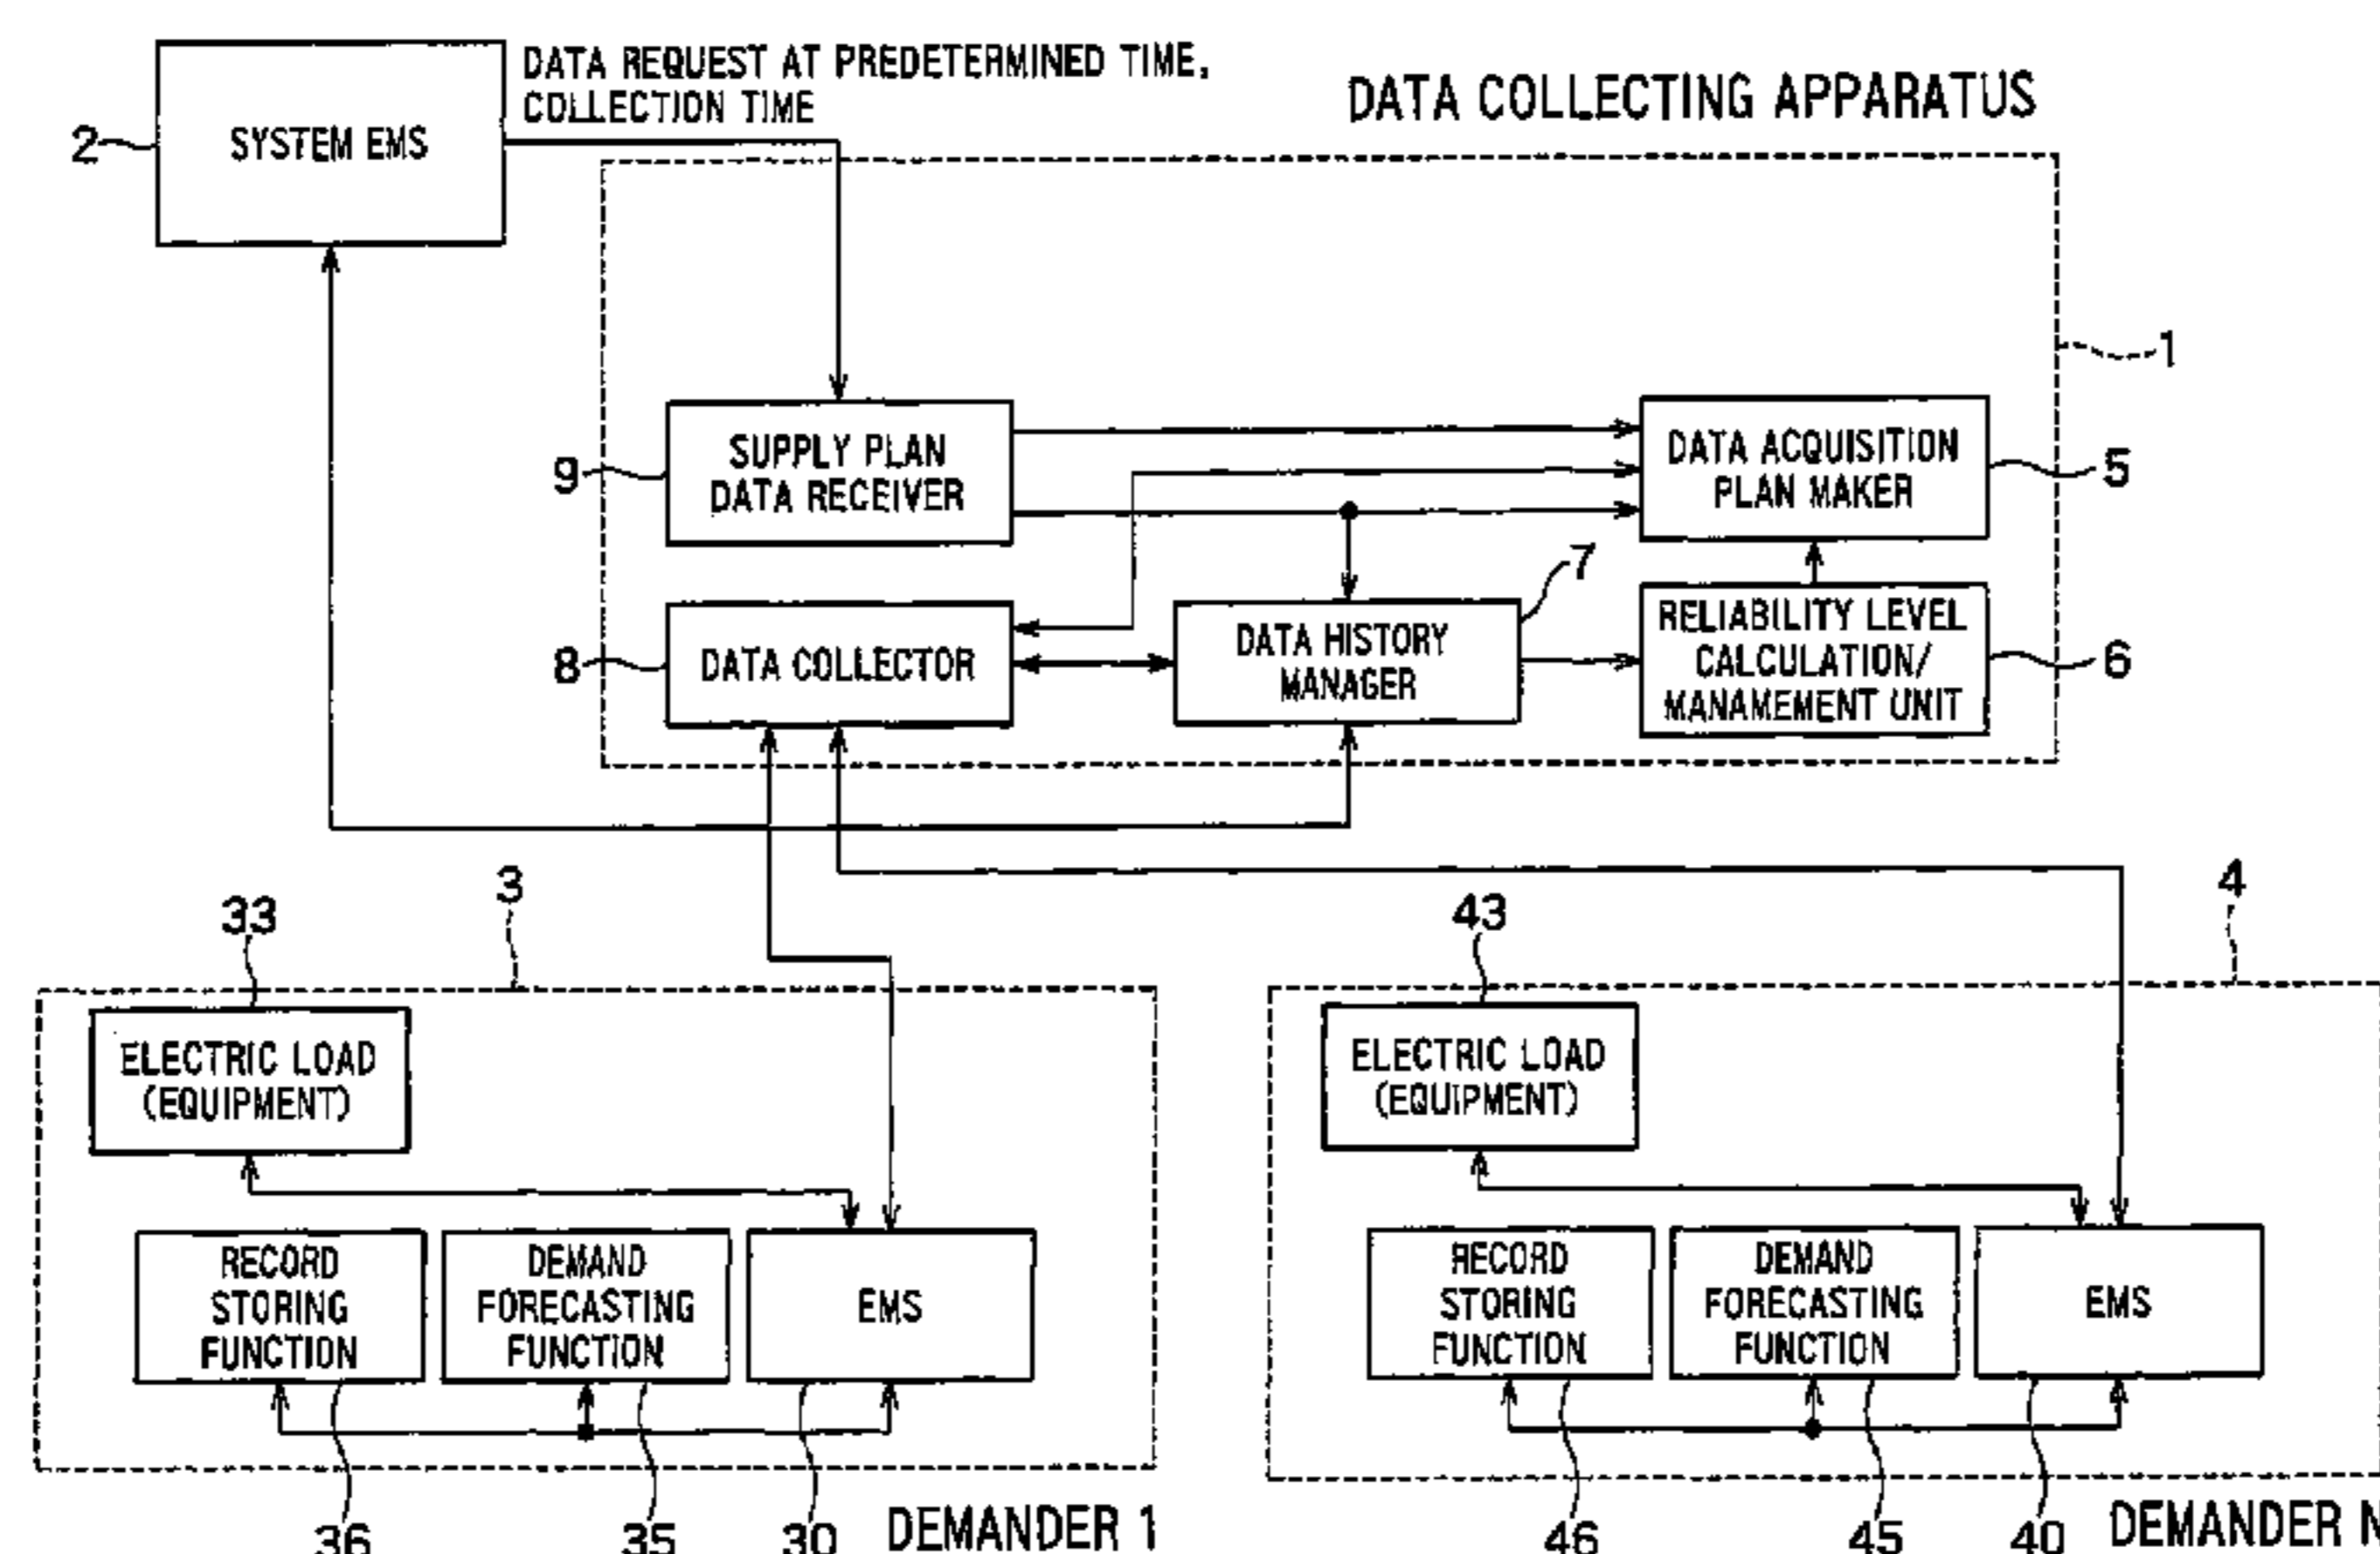 DATA REQUEST AT PREDETERMINED TIME,
COLLECTION TIME
DATA COLLECTING APPARATUS
2
SYSTEM EMS
1
9
SUPPLY PLAN
DATA RECEIVER
DATA ACQUISITION
PLAN MAKER
5
7
8
DATA COLLECTOR
DATA HISTORY
MANAGER
RELIABILITY LEVEL
CALCULATION/
MANAMEMENT UNIT
6
3
33
ELECTRIC LOAD
(EQUIPMENT)
RECORD
STORING
FUNCTION
DEMAND
FORECASTING
FUNCTION
EMS
36
35
30
DEMANDER 1
4
43
ELECTRIC LOAD
(EQUIPMENT)
RECORD
STORING
FUNCTION
DEMAND
FORECASTING
FUNCTION
EMS
46
45
40
DEMANDER N